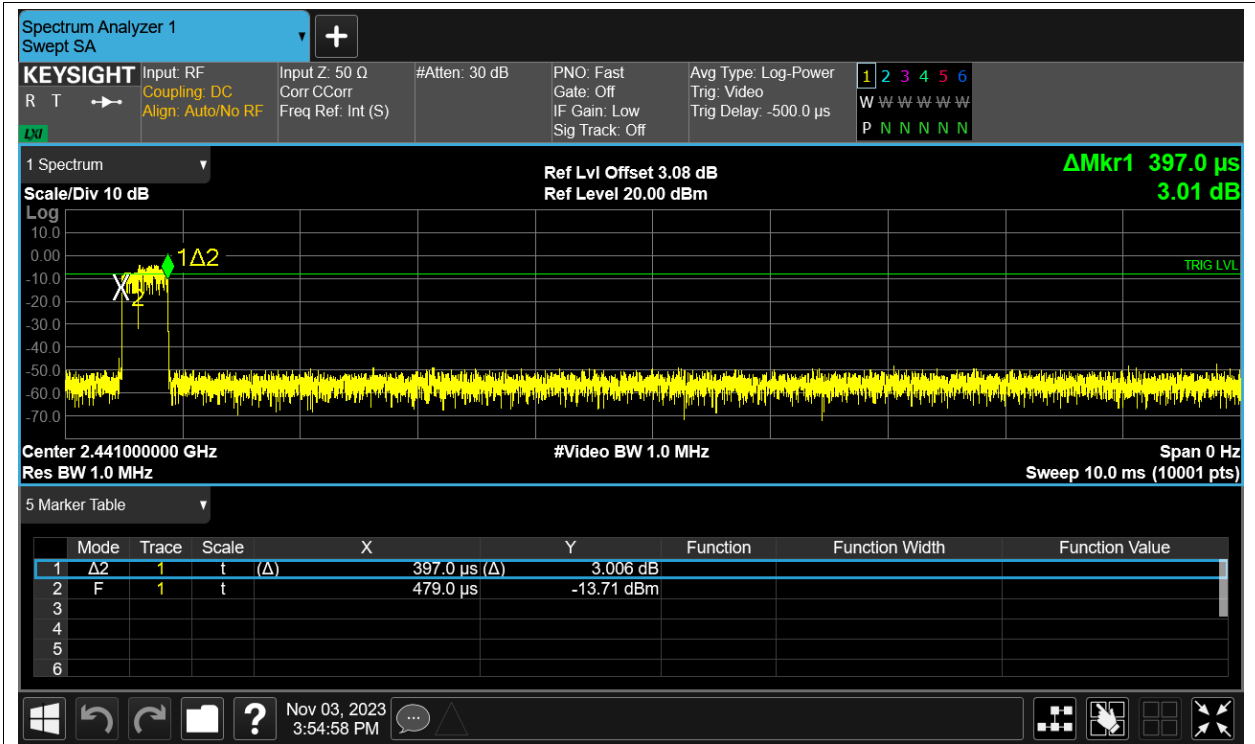 Spectrum Analyzer 1
Swept SA
KEYSIGHT
R T
LXI
Input: RF
Coupling: DC
Align: Auto/No RF
Input Z: 50 Ω
Corr CCorr
Freq Ref: Int (S)
#Atten: 30 dB
PNO: Fast
Gate: Off
IF Gain: Low
Sig Track: Off
Avg Type: Log-Power
Trig: Video
Trig Delay: -500.0 µs
1 2 3 4 5 6
W W W W W W
P N N N N N
1 Spectrum
Scale/Div 10 dB
Ref Lvl Offset 3.08 dB
Ref Level 20.00 dBm
ΔMkr1 397.0 µs
3.01 dB
Log
10.0
0.00
-10.0
-20.0
-30.0
-40.0
-50.0
-60.0
-70.0
1Δ2
X2
TRIG LVL
Center 2.441000000 GHz #Video BW 1.0 MHz Span 0 Hz
Res BW 1.0 MHz Sweep 10.0 ms (10001 pts)
5 Marker Table
Mode Trace Scale X Y Function Function Width Function Value
1 Δ2 1 t (Δ) 397.0 µs (Δ) 3.006 dB
2 F 1 t 479.0 µs -13.71 dBm
3
4
5
6
?
Nov 03, 2023
3:54:58 PM